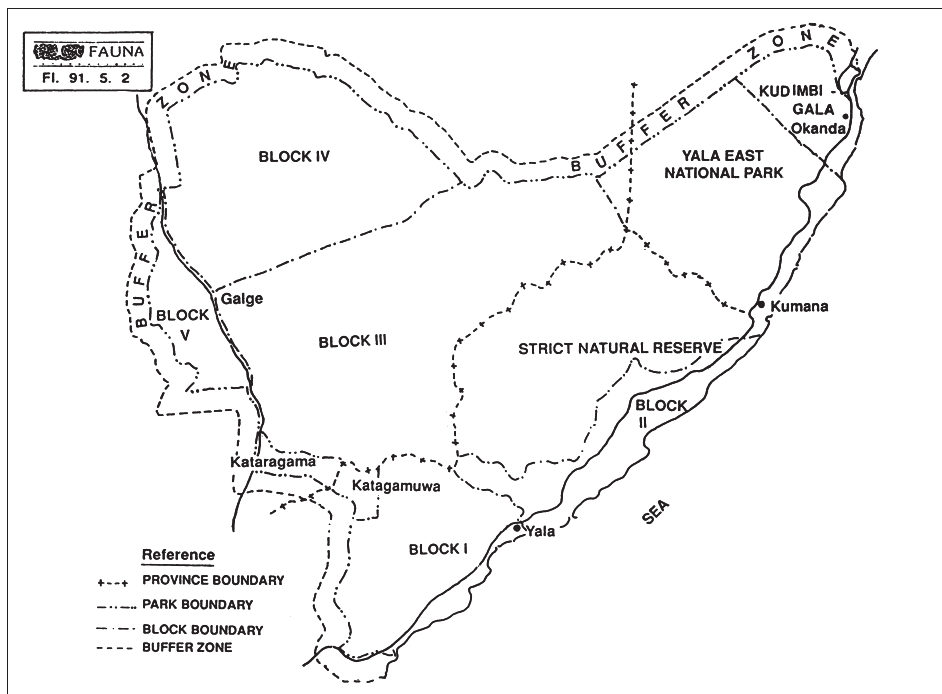 FAUNA
Fl. 91. 5. 2
BUFFER ZONE
BUFFER ZONE
KUDIMBI
GALA
Okanda
BLOCK IV
YALA EAST
NATIONAL PARK
Galge
Kumana
BLOCK
V
BLOCK III
STRICT NATURAL RESERVE
BLOCK
II
Kataragama
Katagamuwa
SEA
Yala
BLOCK I
Reference
PROVINCE BOUNDARY
PARK BOUNDARY
BLOCK BOUNDARY
BUFFER ZONE